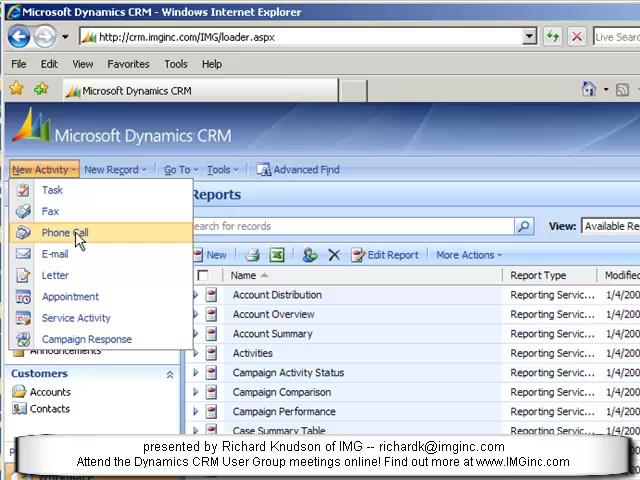 Microsoft Dynamics CRM - Windows Internet Explorer
http://crm.imginc.com/IMG/loader.aspx
Live Searc
File Edit View Favorites Tools Help
Microsoft Dynamics CRM
Microsoft Dynamics CRM
New Activity New Record Go To Tools Advanced Find
Task
Reports
Fax
earch for records
View: Available Re
Phone Call
E-mail
New
Edit Report More Actions
Letter
Name Report Type Modified
Appointment
Account Distribution Reporting Servic... 1/4/200
Service Activity
Account Overview Reporting Servic... 1/4/200
Campaign Response
Account Summary Reporting Servic... 1/4/200
Announcements
Activities Reporting Servic... 1/4/200
Customers
Campaign Activity Status Reporting Servic... 1/4/200
Accounts
Campaign Comparison Reporting Servic... 1/4/200
Contacts
Campaign Performance Reporting Servic... 1/4/200
Case Summary Table Reporting Servic... 1/4/200
presented by Richard Knudson of IMG -- richardk@imginc.com
Attend the Dynamics CRM User Group meetings online! Find out more at www.IMGinc.com